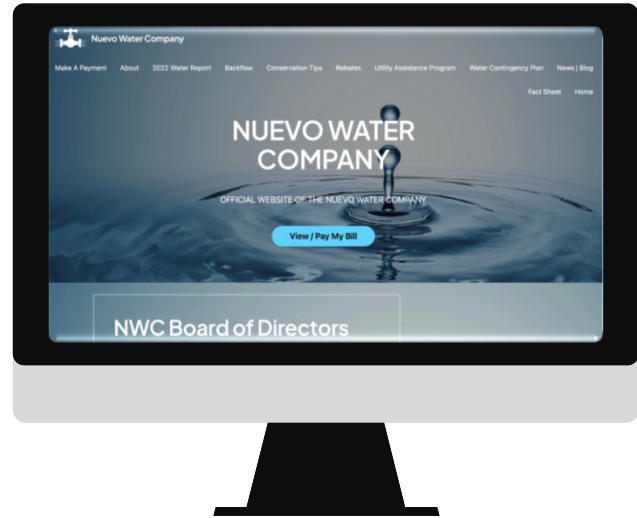 Nuevo Water Company
Make A Payment About 2022 Water Report Backflow Conservation Tips Rebates Utility Assistance Program Water Contingency Plan News | Blog
Fact Sheet Home
NUEVO WATER
COMPANY
OFFICIAL WEBSITE OF THE NUEVO WATER COMPANY
View / Pay My Bill
NWC Board of Directors